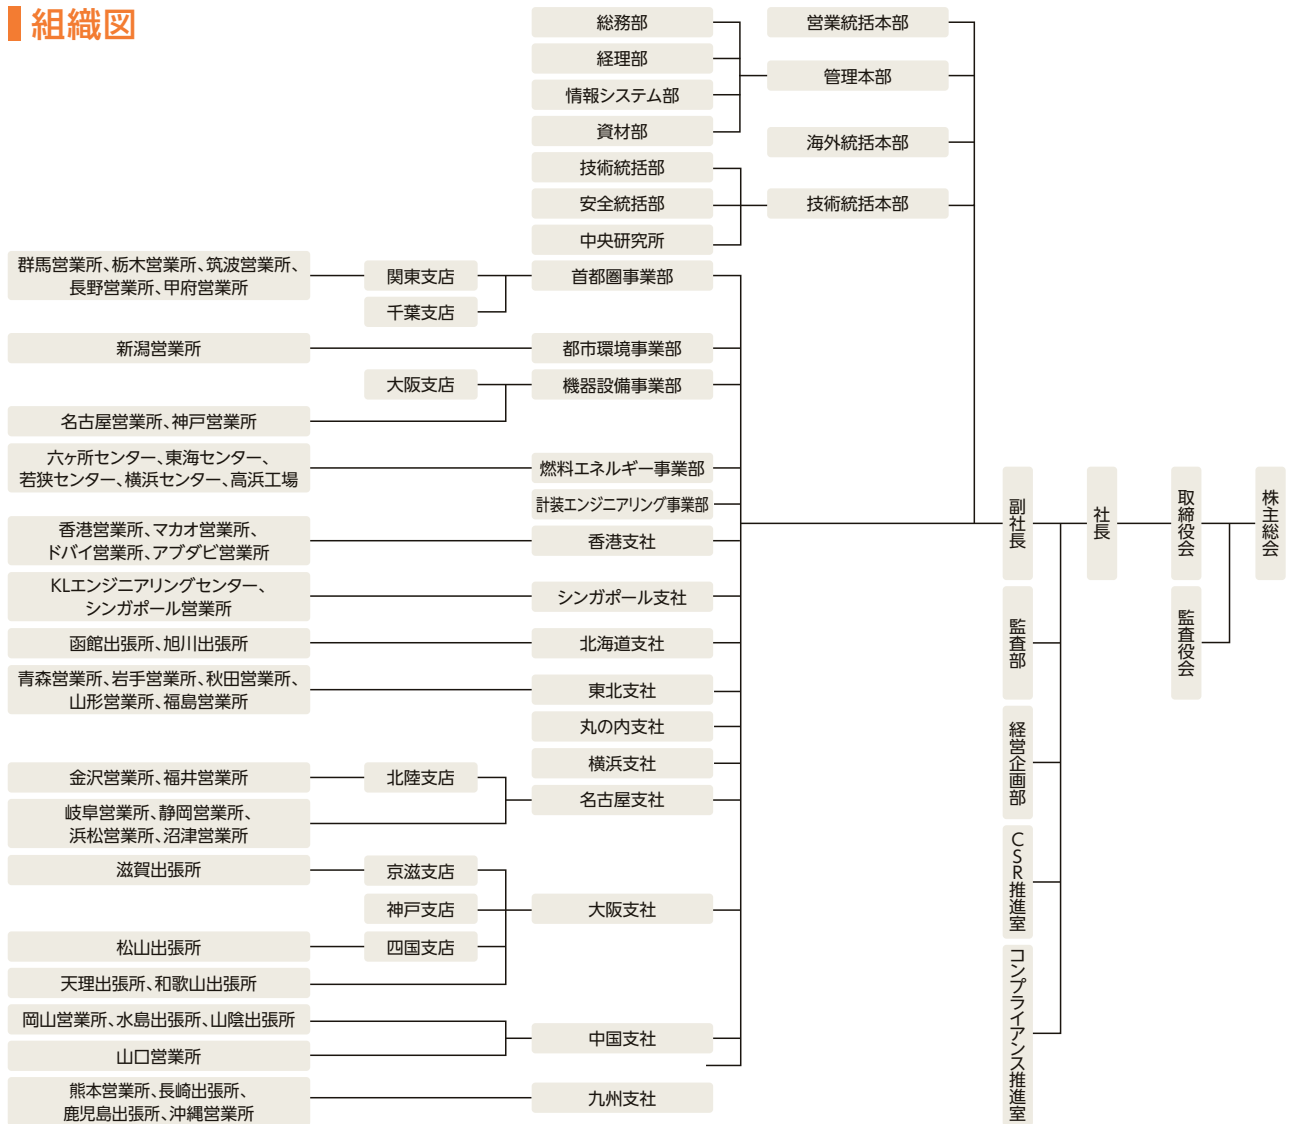 組織図
総務部
経理部
情報システム部
資材部
技術統括部
安全統括部
中央研究所
営業統括本部
管理本部
海外統括本部
技術統括本部
群馬営業所、栃木営業所、筑波営業所、
長野営業所、甲府営業所
関東支店
首都圏事業部
千葉支店
新潟営業所
都市環境事業部
大阪支店
機器設備事業部
名古屋営業所、神戸営業所
六ヶ所センター、東海センター、
若狭センター、横浜センター、高浜工場
燃料エネルギー事業部
計装エンジニアリング事業部
香港営業所、マカオ営業所、
ドバイ営業所、アブダビ営業所
香港支社
KLエンジニアリングセンター、
シンガポール営業所
シンガポール支社
函館出張所、旭川出張所
北海道支社
青森営業所、岩手営業所、秋田営業所、
山形営業所、福島営業所
東北支社
丸の内支社
横浜支社
金沢営業所、福井営業所
北陸支店
名古屋支社
岐阜営業所、静岡営業所、
浜松営業所、沼津営業所
滋賀出張所
京滋支店
神戸支店
大阪支社
松山出張所
四国支店
天理出張所、和歌山出張所
岡山営業所、水島出張所、山陰出張所
中国支社
山口営業所
熊本営業所、長崎出張所、
鹿児島出張所、沖縄営業所
九州支社
副社長
社長
取締役会
株主総会
監査部
監査役会
経営企画部
CSR推進室
コンプライアンス推進室